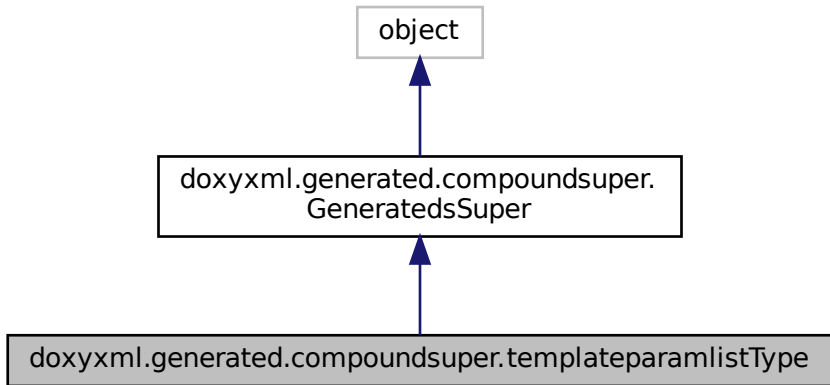 object
doxyxml.generated.compoundsuper.
GeneratedsSuper
doxyxml.generated.compoundsuper.templateparamlistType